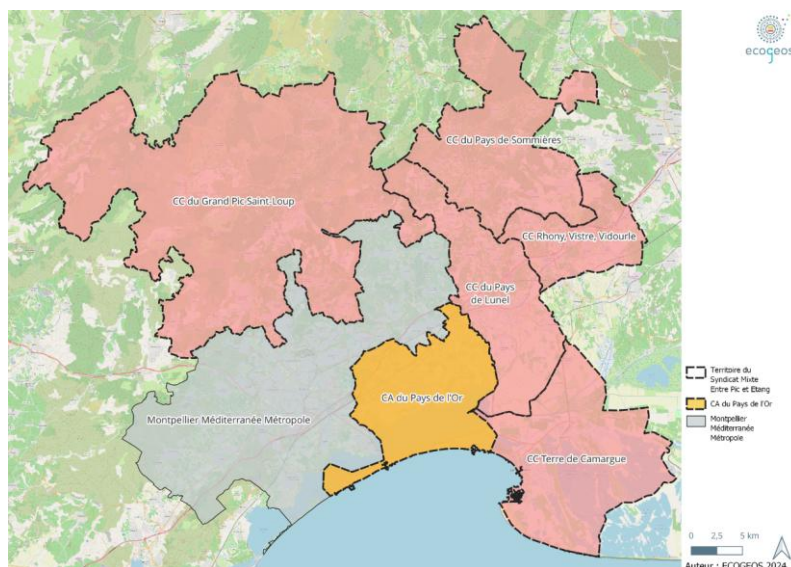 ecogeos
CC du Pays de Sommières
CC du Grand Pic Saint-Loup
CC Rhony, Vistre, Vidourle
CC du Pays
de Lunel
CA du Pays de l'Or
Montpellier Méditerranée Métropole
CC Terre de Camargue
Territoire du
Syndicat Mixte
Entre Pic et Etang
CA du Pays de l'Or
Montpellier
Méditerranée
Métropole
0 2,5 5 km
Auteur : ECOGEOS 2024